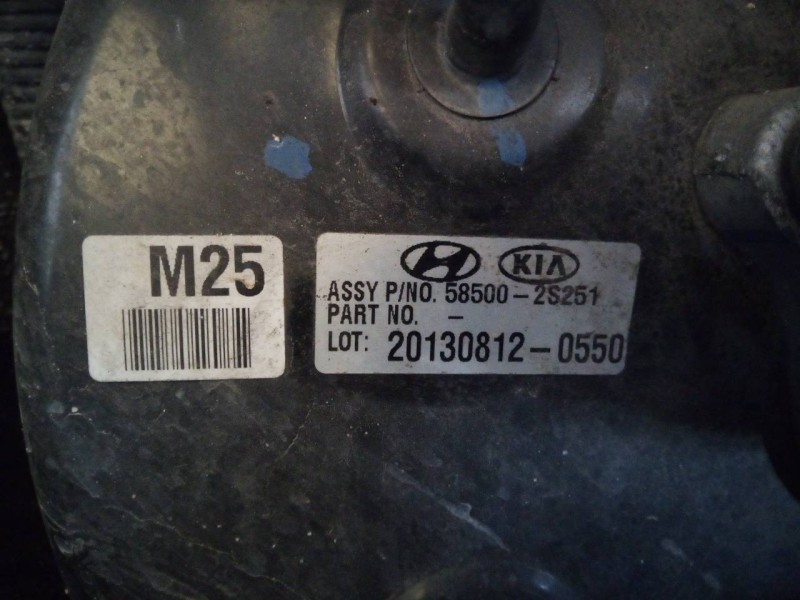 M25
KIA
ASSY P/NO. 58500-2S251
PART NO. -
LOT: 20130812-0550